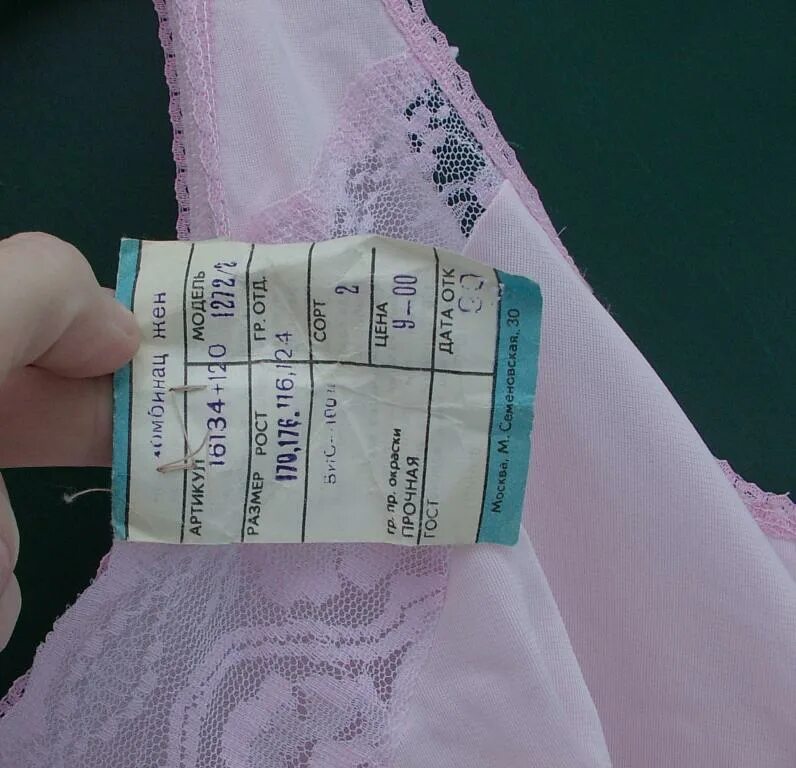 комбинац жен
АРТИКУЛ 16134+120 МОДЕЛЬ 1272/2
РАЗМЕР РОСТ 170,176.116,124 ГР. ОТД.
СОРТ 2
ЦЕНА 9-00
гр. пр. окраски
ПРОЧНАЯ
ГОСТ ДАТА ОТК
Москва, М. Семеновская, 30